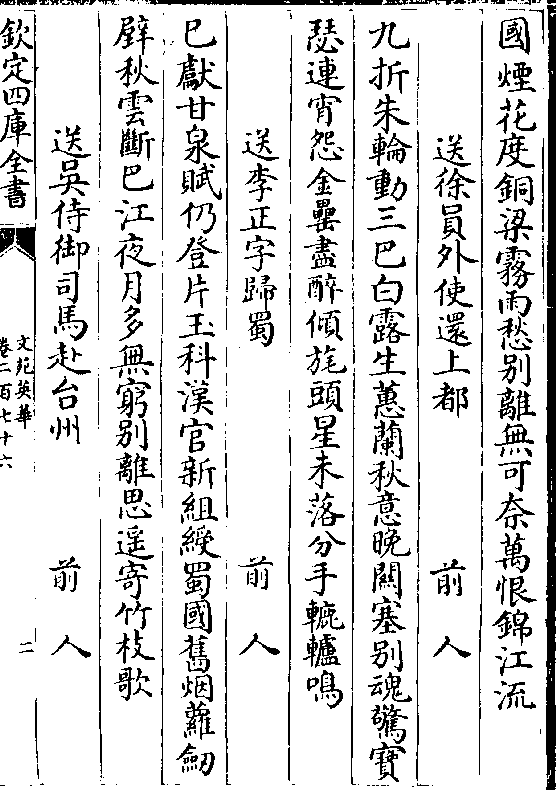 國煙花度銅梁霧雨愁別離無可奈萬恨錦江流
送徐員外使還上都　前人
九折朱輪動三巴白露生蕙蘭秋意晚關塞別魂驚寶
瑟連宵怨金罍盡醉傾旄頭星未落分手轆轤鳴
送李正字歸蜀　前人
已獻甘泉賦仍登片玉科漢官新組綬蜀國舊烟蘿劒
壁秋雲斷巴江夜月多無窮別離思遥寄竹枝歌
送吳侍御司馬赴台州　前人
欽定四庫全書
文苑英華
卷二百七十六
二